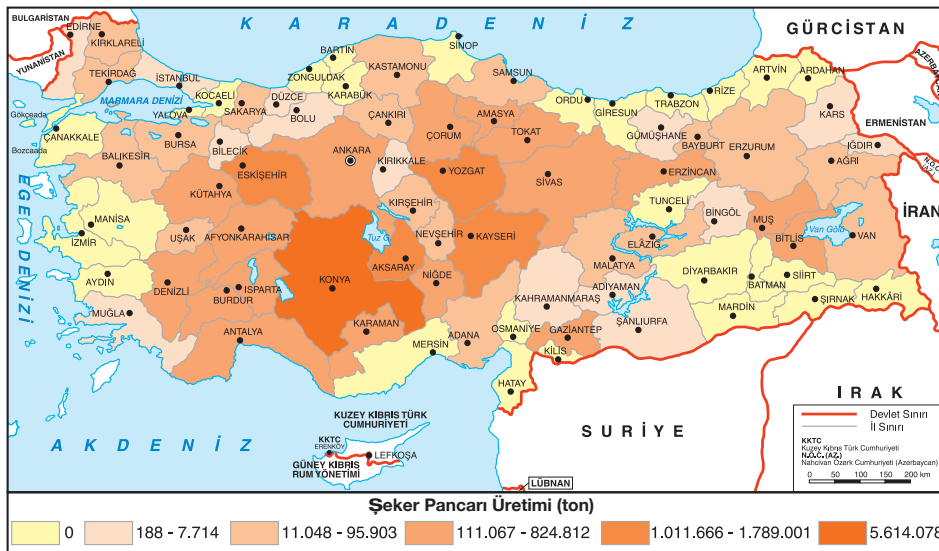 BULGARİSTAN
K A R A D E N İ Z
GÜRCİSTAN
EDİRNE
KIRKLARELİ
YUNANİSTAN
TEKİRDAĞ
İSTANBUL
MARMARA DENİZİ
Gökçeada
Bozcaada
KOCAELİ
YALOVA
SAKARYA
DÜZCE
BOLU
ZONGULDAK
BARTIN
KARABÜK
KASTAMONU
SİNOP
SAMSUN
ORDU
GİRESUN
TRABZON
RİZE
ARTVİN
ARDAHAN
KARS
ERMENİSTAN
IĞDIR
AĞRI
İRAN
ÇANAKKALE
BALIKESİR
BURSA
BİLECİK
ESKİŞEHİR
KÜTAHYA
ANKARA
ÇANKIRI
KIRIKKALE
ÇORUM
AMASYA
TOKAT
YOZGAT
SİVAS
GÜMÜŞHANE
BAYBURT
ERZURUM
ERZİNCAN
TUNCELİ
BİNGÖL
MUŞ
BİTLİS
Van Gölü
VAN
E G E D E N İ Z İ
MANİSA
İZMİR
UŞAK
AFYONKARAHİSAR
AYDIN
DENİZLİ
BURDUR
ISPARTA
MUĞLA
ANTALYA
KONYA
Tuz G.
AKSARAY
KIRŞEHİR
NEVŞEHİR
KAYSERİ
NİĞDE
KARAMAN
MERSİN
ADANA
OSMANİYE
HATAY
KİLİS
GAZİANTEP
KAHRAMANMARAŞ
MALATYA
ADIYAMAN
ELÂZIĞ
ŞANLIURFA
DİYARBAKIR
MARDİN
BATMAN
SİİRT
ŞIRNAK
HAKKÂRİ
A K D E N İ Z
KUZEY KIBRIS TÜRK
CUMHURİYETİ
KKTC
ERENKÖY
LEFKOŞA
GÜNEY KIBRIS
RUM YÖNETİMİ
S U R İ Y E
I R A K
LÜBNAN
Devlet Sınırı
İl Sınırı
KKTC
Kuzey Kıbrıs Türk Cumhuriyeti
N.Ö.C.(AZ.)
Nahcivan Özerk Cumhuriyeti (Azerbaycan)
0 50 100 150 200 km
Şeker Pancarı Üretimi (ton)
0 188 - 7.714 11.048 - 95.903 111.067 - 824.812 1.011.666 - 1.789.001 5.614.078